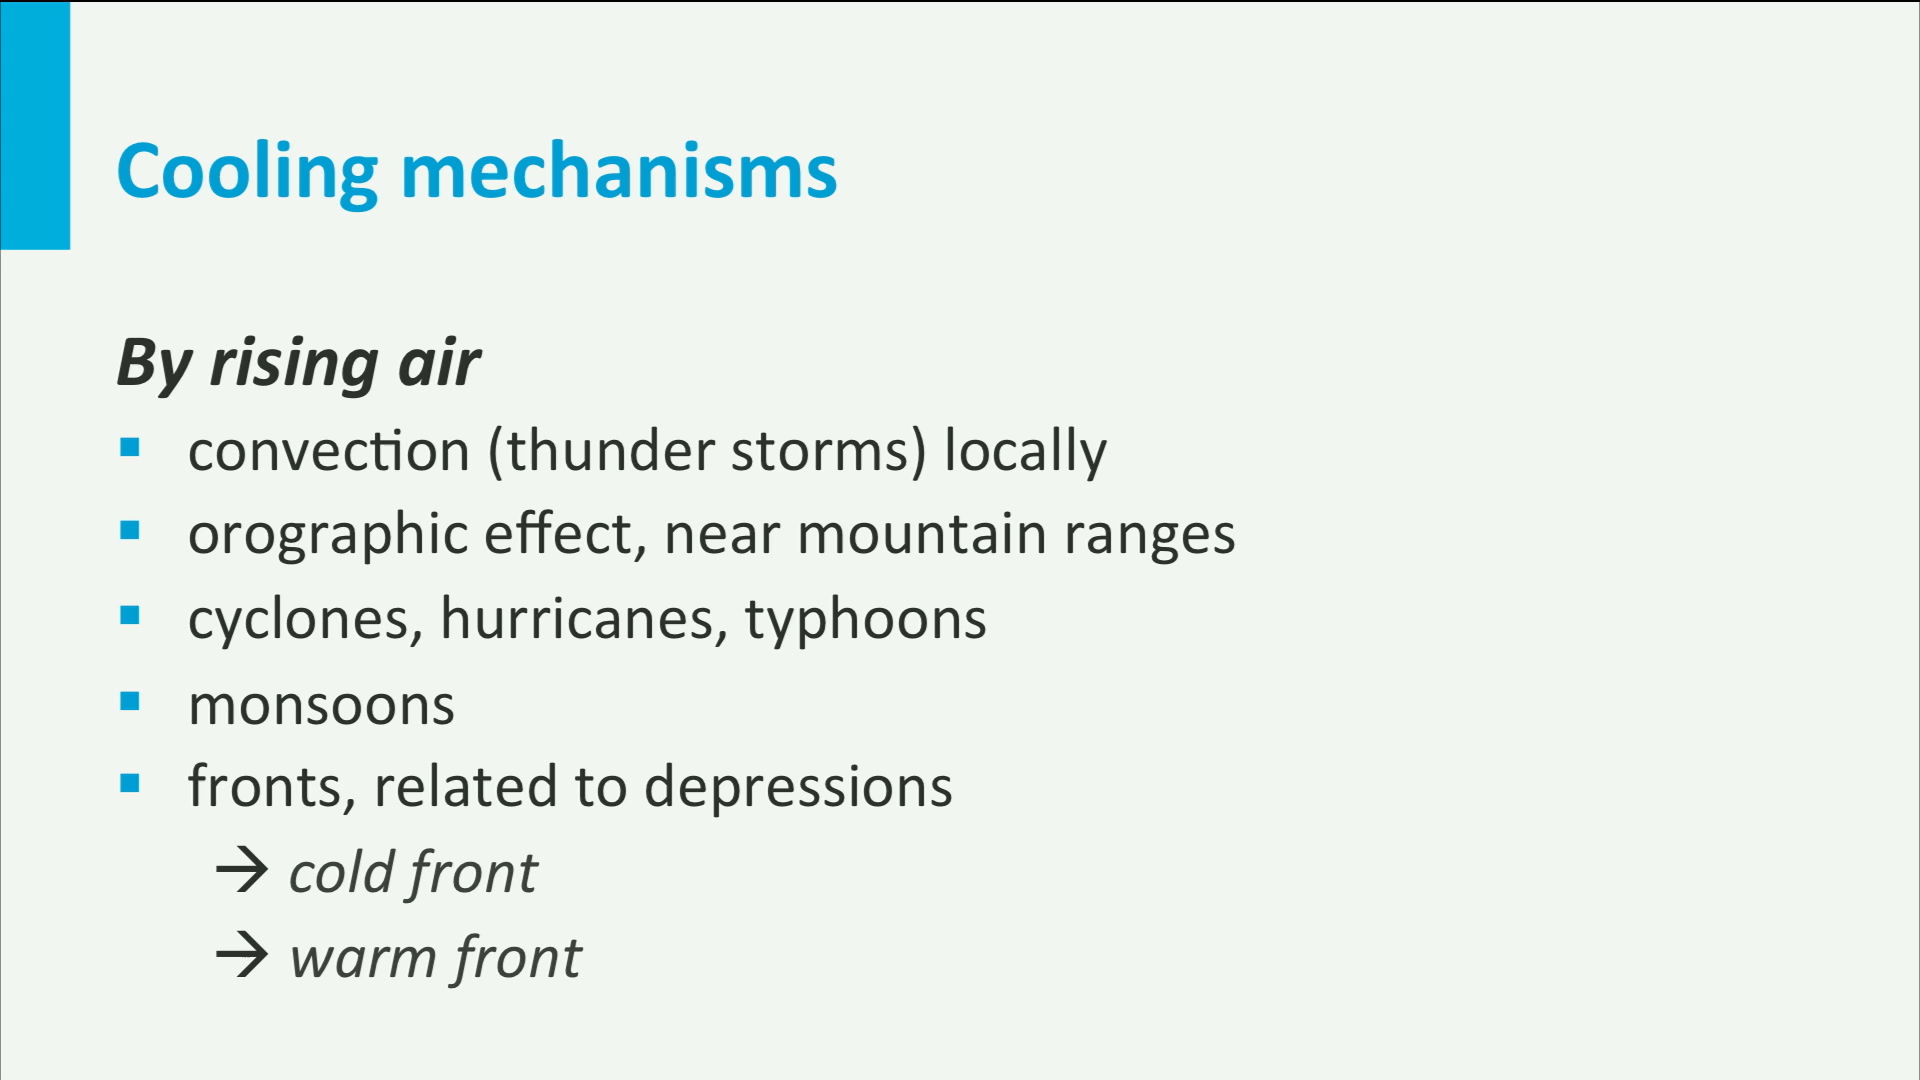 Cooling mechanisms
By rising air
▪ convection (thunder storms) locally
▪ orographic effect, near mountain ranges
▪ cyclones, hurricanes, typhoons
▪ monsoons
▪ fronts, related to depressions
→ cold front
→ warm front